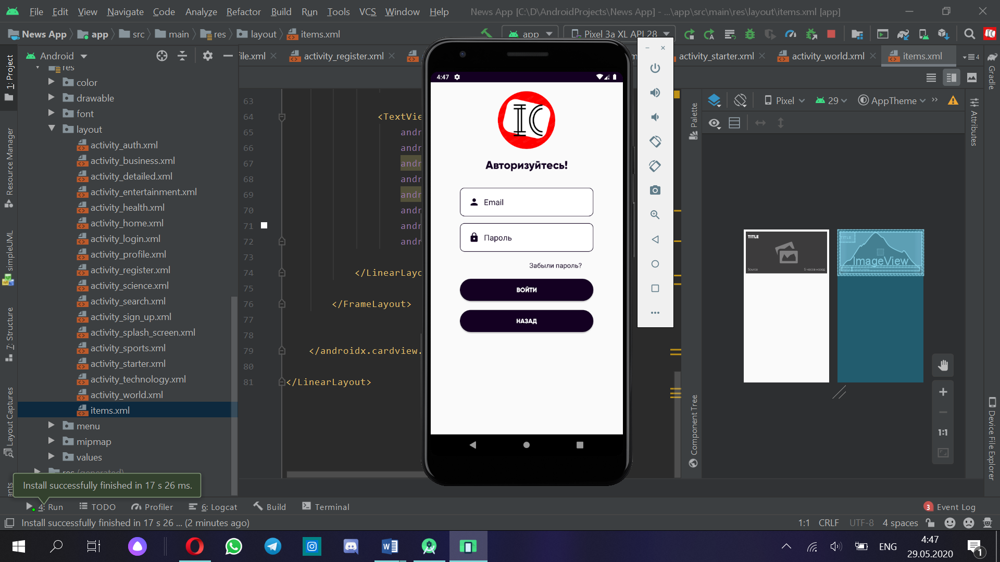 File Edit View Navigate Code Analyze Refactor Build Run Tools VCS Window Help News App [C:\D\AndroidProjects\News App] - ...\app\src\main\res\layout\items.xml [app]
News App app src main res layout items.xml app Pixel 3a XL API 28
Android file.xml activity_register.xml activity_starter.xml activity_world.xml items.xml 4
1: Project
Resource Manager
simpleUML
7: Structure
Layout Captures
res
color
drawable
font
layout
activity_auth.xml
activity_business.xml
activity_detailed.xml
activity_entertainment.xml
activity_health.xml
activity_home.xml
activity_login.xml
activity_profile.xml
activity_register.xml
activity_science.xml
activity_search.xml
activity_sign_up.xml
activity_splash_screen.xml
activity_sports.xml
activity_starter.xml
activity_technology.xml
activity_world.xml
items.xml
menu
mipmap
values
res (generated)
Install successfully finished in 17 s 26 ms.
63
64 <TextVie
65 andr
66 andr
67 andr
68 andr
69 andr
70 andr
71 andr
72 andr
73
74 </LinearLayo
75
76 </FrameLayout>
77
78
79 </androidx.cardview.
80
81 </LinearLayout>
4:47
IC
Авторизуйтесь!
Email
Пароль
Забыли пароль?
ВОЙТИ
НАЗАД
Palette
Component Tree
Pixel 29 AppTheme
TITLE
Source 5 часов назад
TITLE
ImageView
1:1
Gradle
Attributes
Device File Explorer
4: Run TODO Profiler 6: Logcat Build Terminal 3 Event Log
Install successfully finished in 17 s 26 ... (2 minutes ago) 1:1 CRLF UTF-8 4 spaces
ENG
4:47
29.05.2020
1